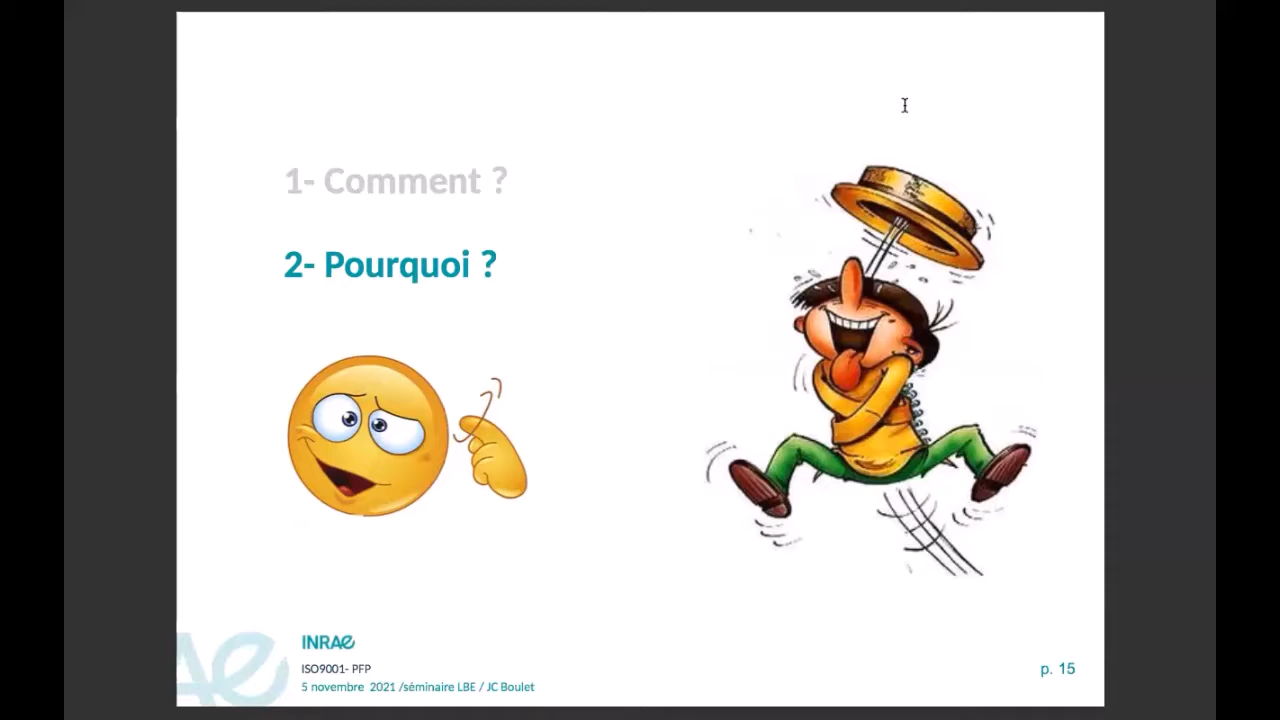 1- Comment ?
2- Pourquoi ?
INRAE
ISO9001- PFP
5 novembre 2021 /séminaire LBE / JC Boulet
p. 15